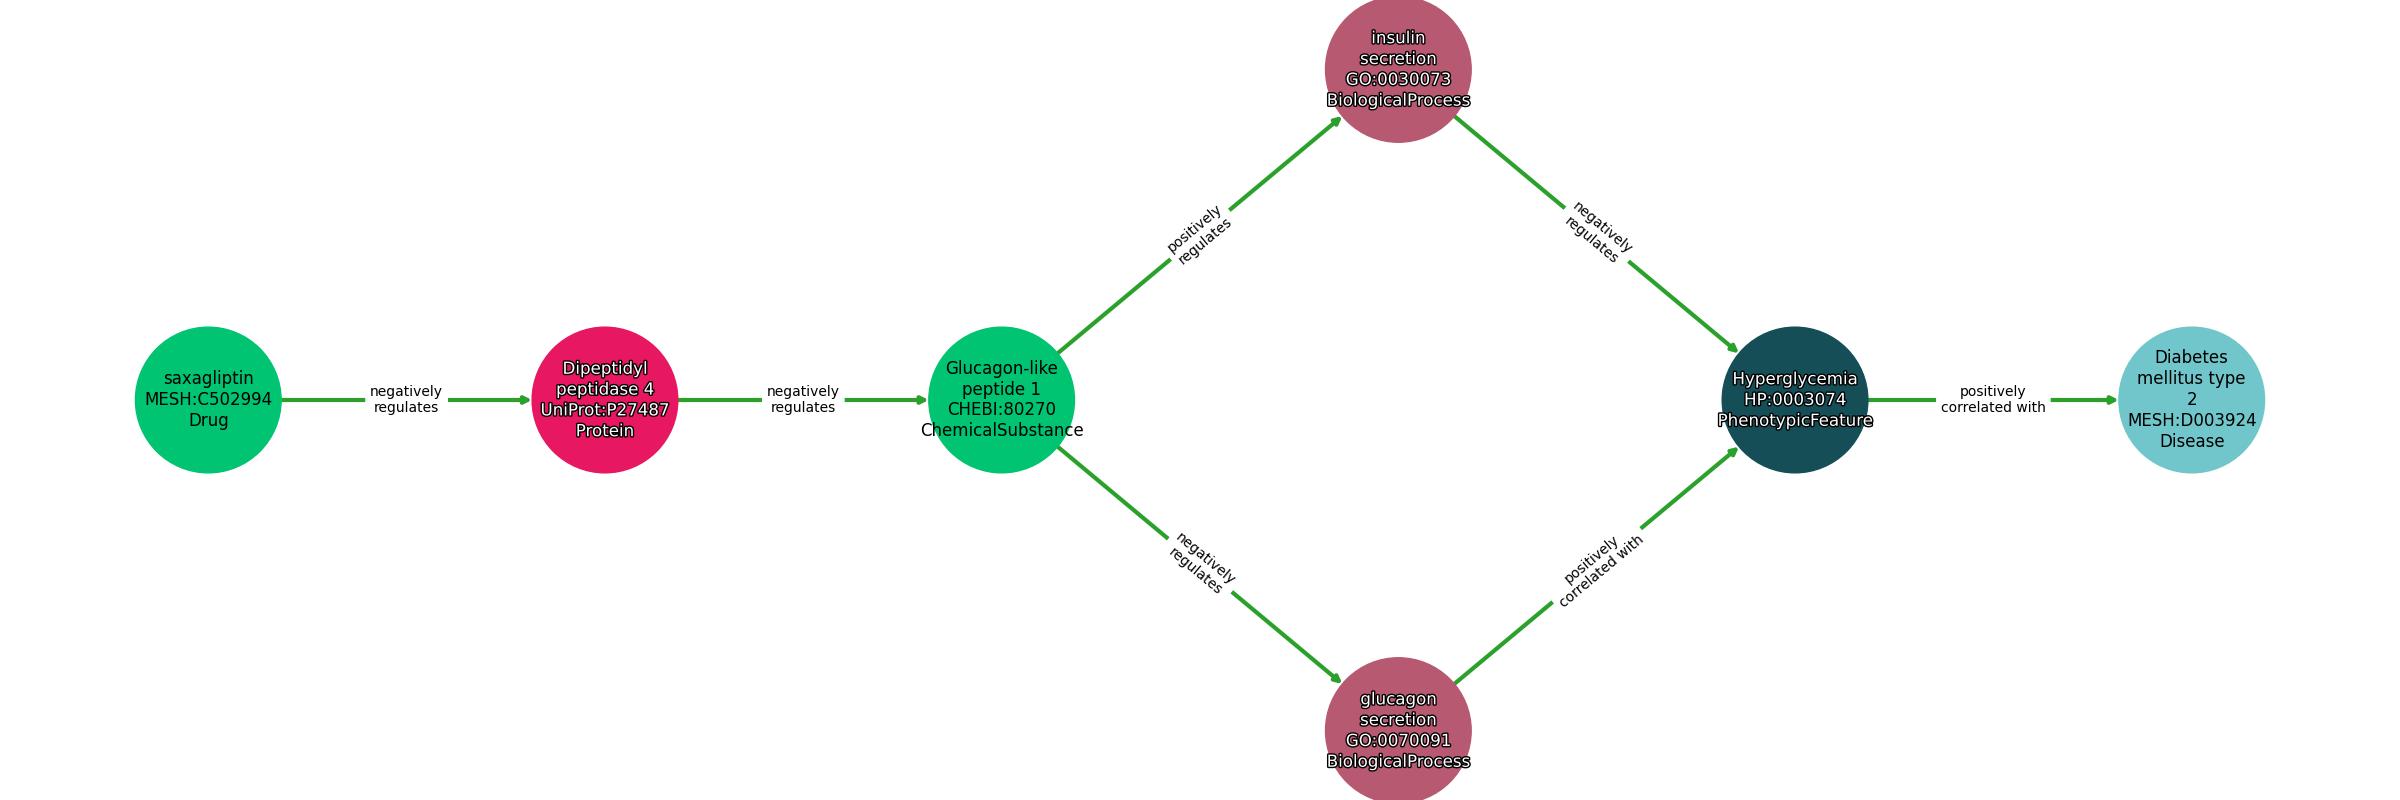 insulin
secretion
GO:0030073
BiologicalProcess
positively
regulates
negatively
regulates
saxagliptin
MESH:C502994
Drug
negatively
regulates
Dipeptidyl
peptidase 4
UniProt:P27487
Protein
negatively
regulates
Glucagon-like
peptide 1
CHEBI:80270
ChemicalSubstance
Hyperglycemia
HP:0003074
PhenotypicFeature
positively
correlated with
Diabetes
mellitus type
2
MESH:D003924
Disease
negatively
regulates
positively
correlated with
glucagon
secretion
GO:0070091
BiologicalProcess